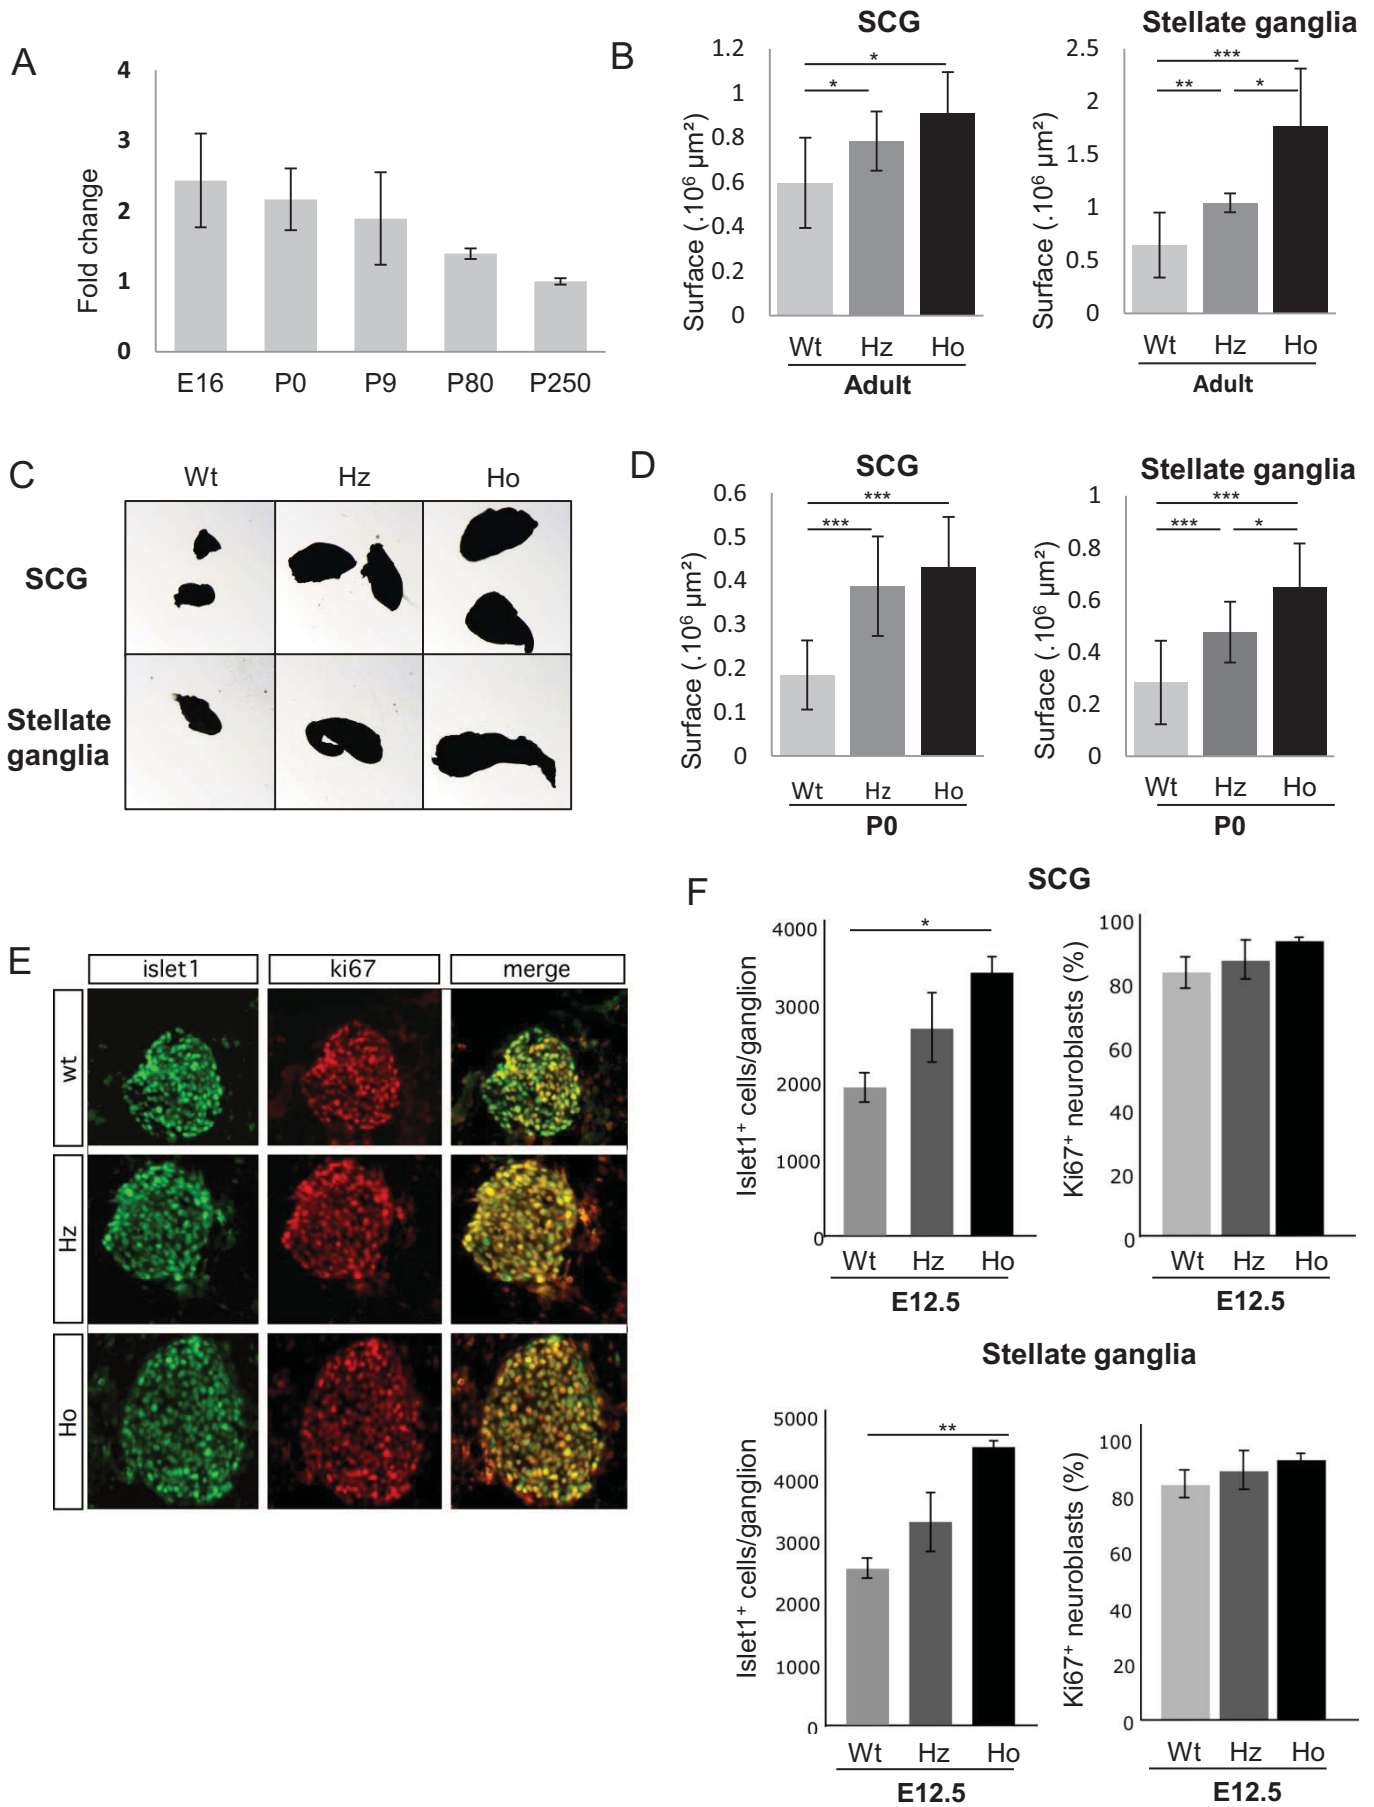 A
4
3
2
1
0
Fold change
E16 P0 P9 P80 P250
B
SCG
1.2
1
0.8
0.6
0.4
0.2
0
Surface (.10⁶ µm²)
* 
*
Wt Hz Ho
Adult
Stellate ganglia
2.5
2
1.5
1
0.5
0
Surface (.10⁶ µm²)
***
** *
Wt Hz Ho
Adult
C
Wt Hz Ho
SCG
Stellate
ganglia
D
SCG
0.6
0.5
0.4
0.3
0.2
0.1
0
Surface (.10⁶ µm²)
***
***
Wt Hz Ho
P0
Stellate ganglia
1
0.8
0.6
0.4
0.2
0
Surface (.10⁶ µm²)
***
*** *
Wt Hz Ho
P0
E
islet1 ki67 merge
wt
Hz
Ho
F
SCG
4000
3000
2000
1000
0
Islet1⁺ cells/ganglion
*
Wt Hz Ho
E12.5
100
80
60
40
20
0
Ki67⁺ neuroblasts (%)
Wt Hz Ho
E12.5
Stellate ganglia
5000
4000
3000
2000
1000
0
Islet1⁺ cells/ganglion
**
Wt Hz Ho
E12.5
100
80
60
40
20
0
Ki67⁺ neuroblasts (%)
Wt Hz Ho
E12.5